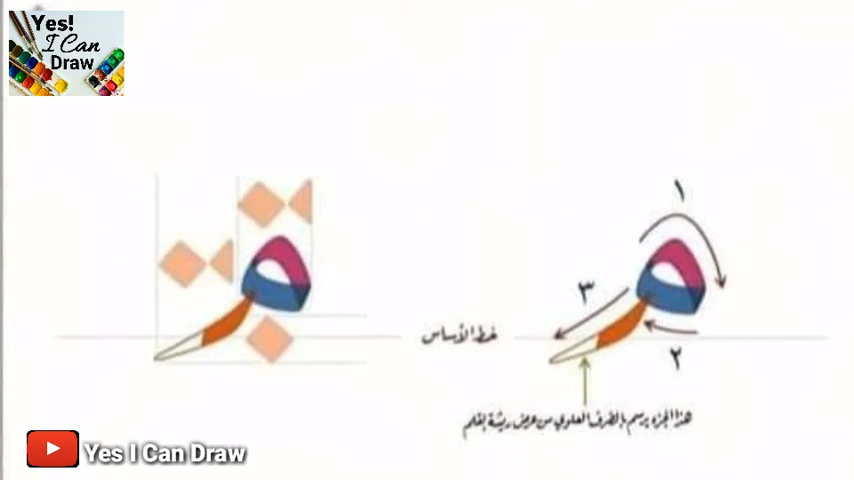 Yes!
I Can
Draw
١
٣
خط الأساس
٢
هذا الجزء يرسم بالطرف العلوي من عرض ريشة القلم
Yes I Can Draw